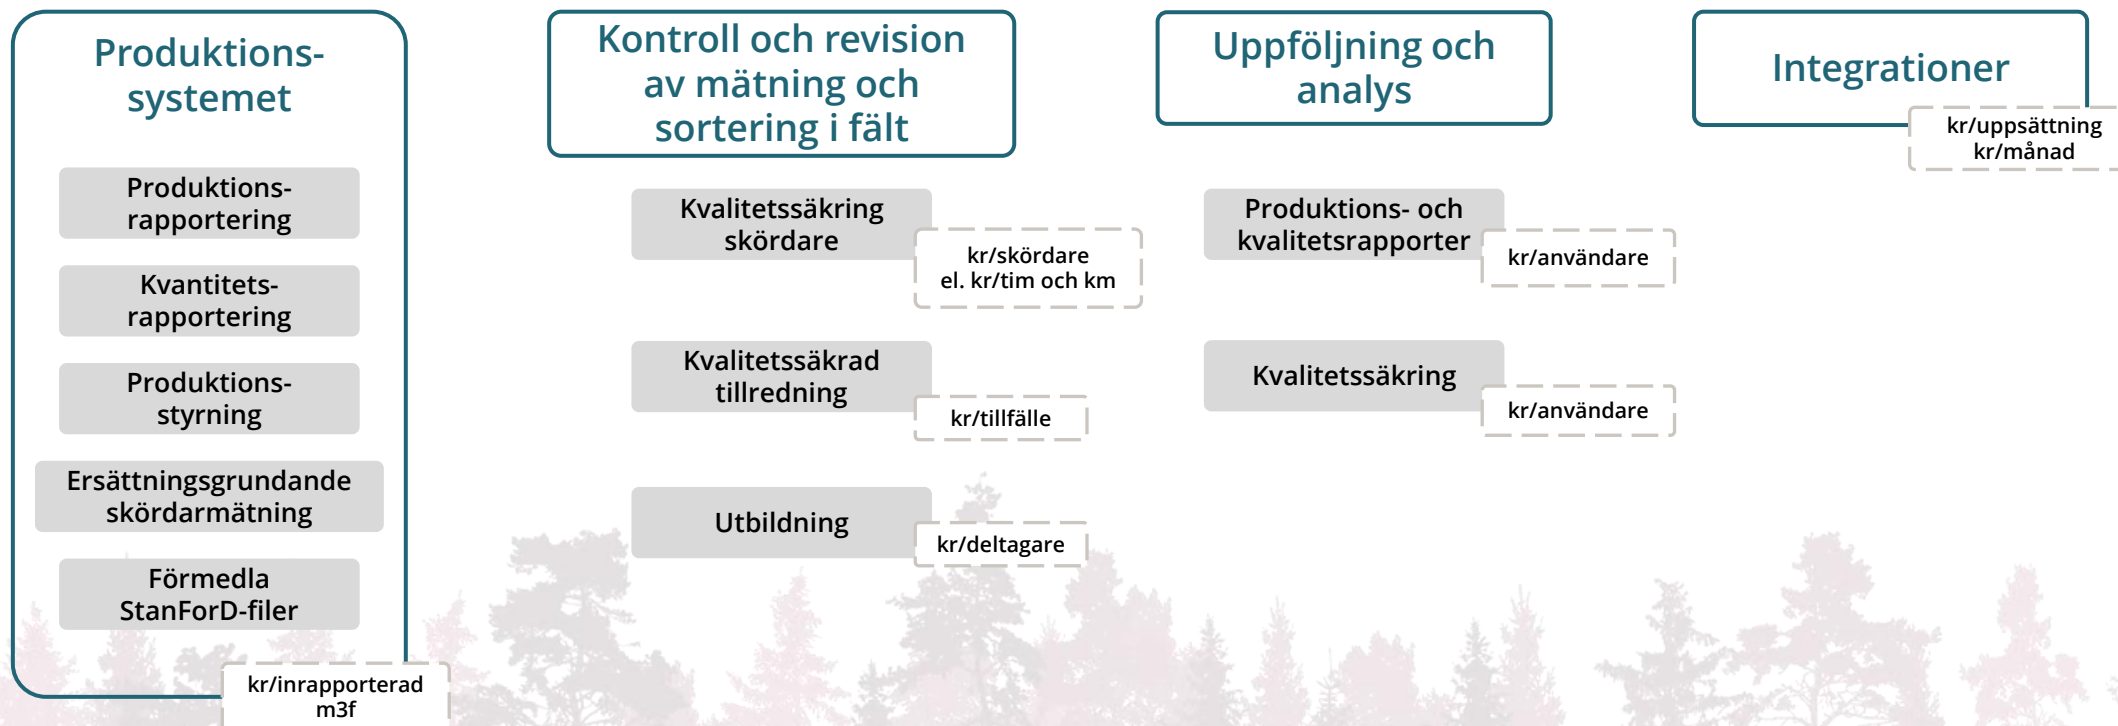 Produktions-
systemet
Produktions-
rapportering
Kvantitets-
rapportering
Produktions-
styrning
Ersättningsgrundande
skördarmätning
Förmedla
StanForD-filer
kr/inrapporterad
m3f
Kontroll och revision
av mätning och
sortering i fält
Kvalitetssäkring
skördare
kr/skördare
el. kr/tim och km
Kvalitetssäkrad
tillredning
kr/tillfälle
Utbildning
kr/deltagare
Uppföljning och
analys
Produktions- och
kvalitetsrapporter
kr/användare
Kvalitetssäkring
kr/användare
Integrationer
kr/uppsättning
kr/månad